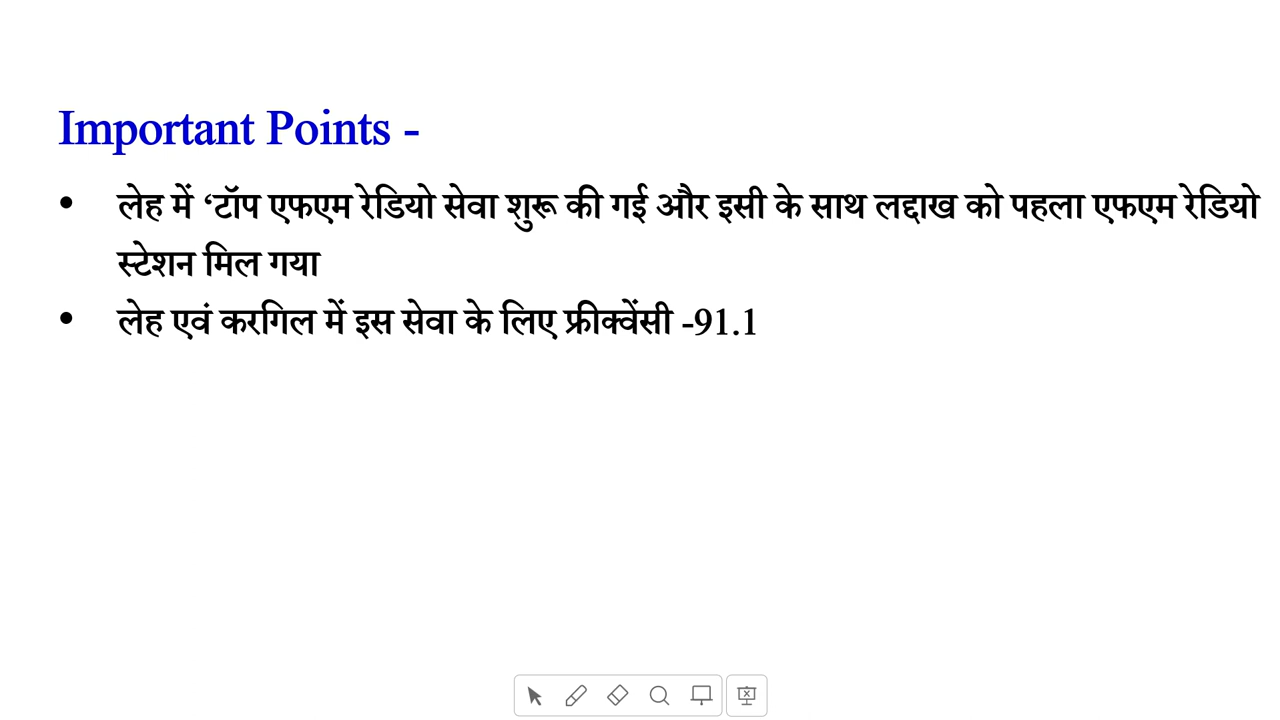 Important Points -
• लेह में ‘टॉप एफएम रेडियो सेवा शुरू की गई और इसी के साथ लद्दाख को पहला एफएम रेडियो
स्टेशन मिल गया
• लेह एवं करगिल में इस सेवा के लिए फ्रीक्वेंसी -91.1